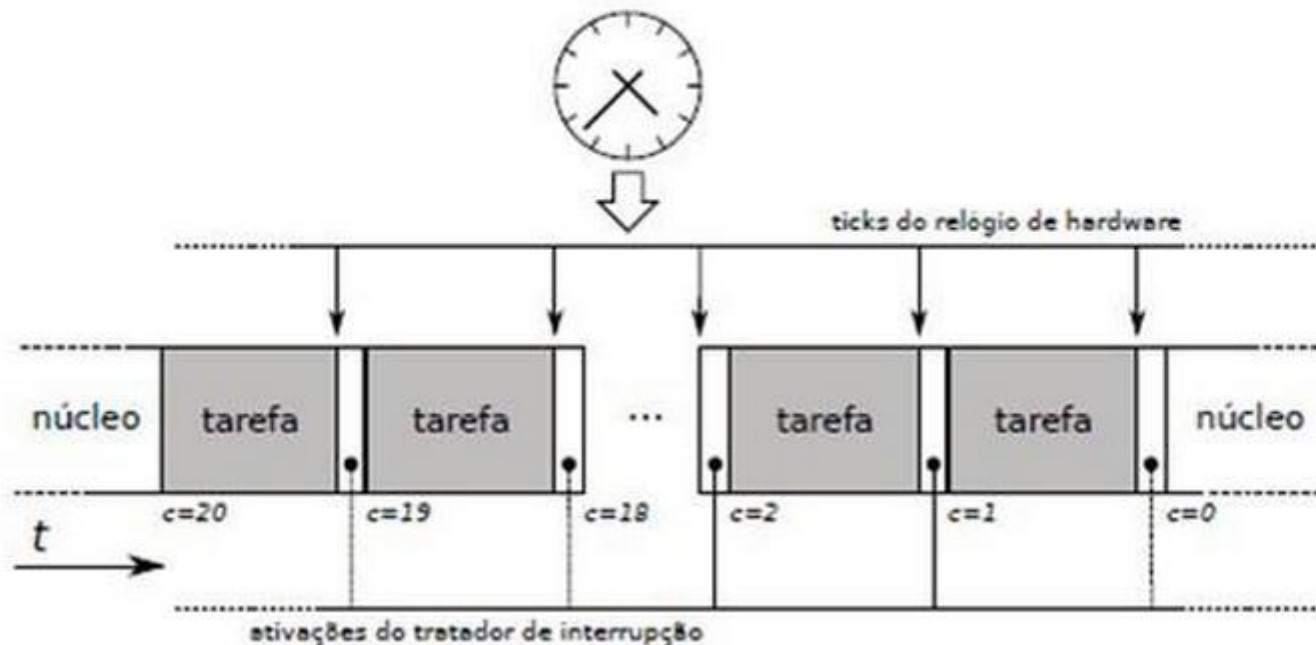 ticks do relógio de hardware
núcleo tarefa tarefa ... tarefa tarefa núcleo
c=20 c=19 c=18 c=2 c=1 c=0
t
ativações do tratador de interrupção